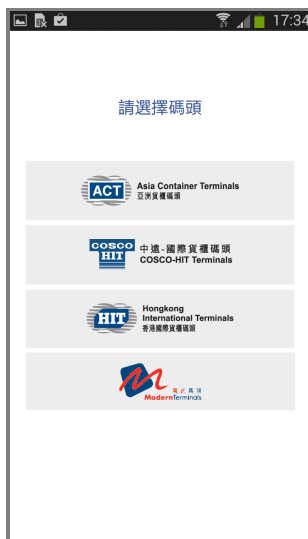 17:34
請選擇碼頭
ACT
Asia Container Terminals
亞洲貨櫃碼頭
COSCO
HIT
中遠-國際貨櫃碼頭
COSCO-HIT Terminals
HIT
Hongkong
International Terminals
香港國際貨櫃碼頭
現代碼頭
ModernTerminals